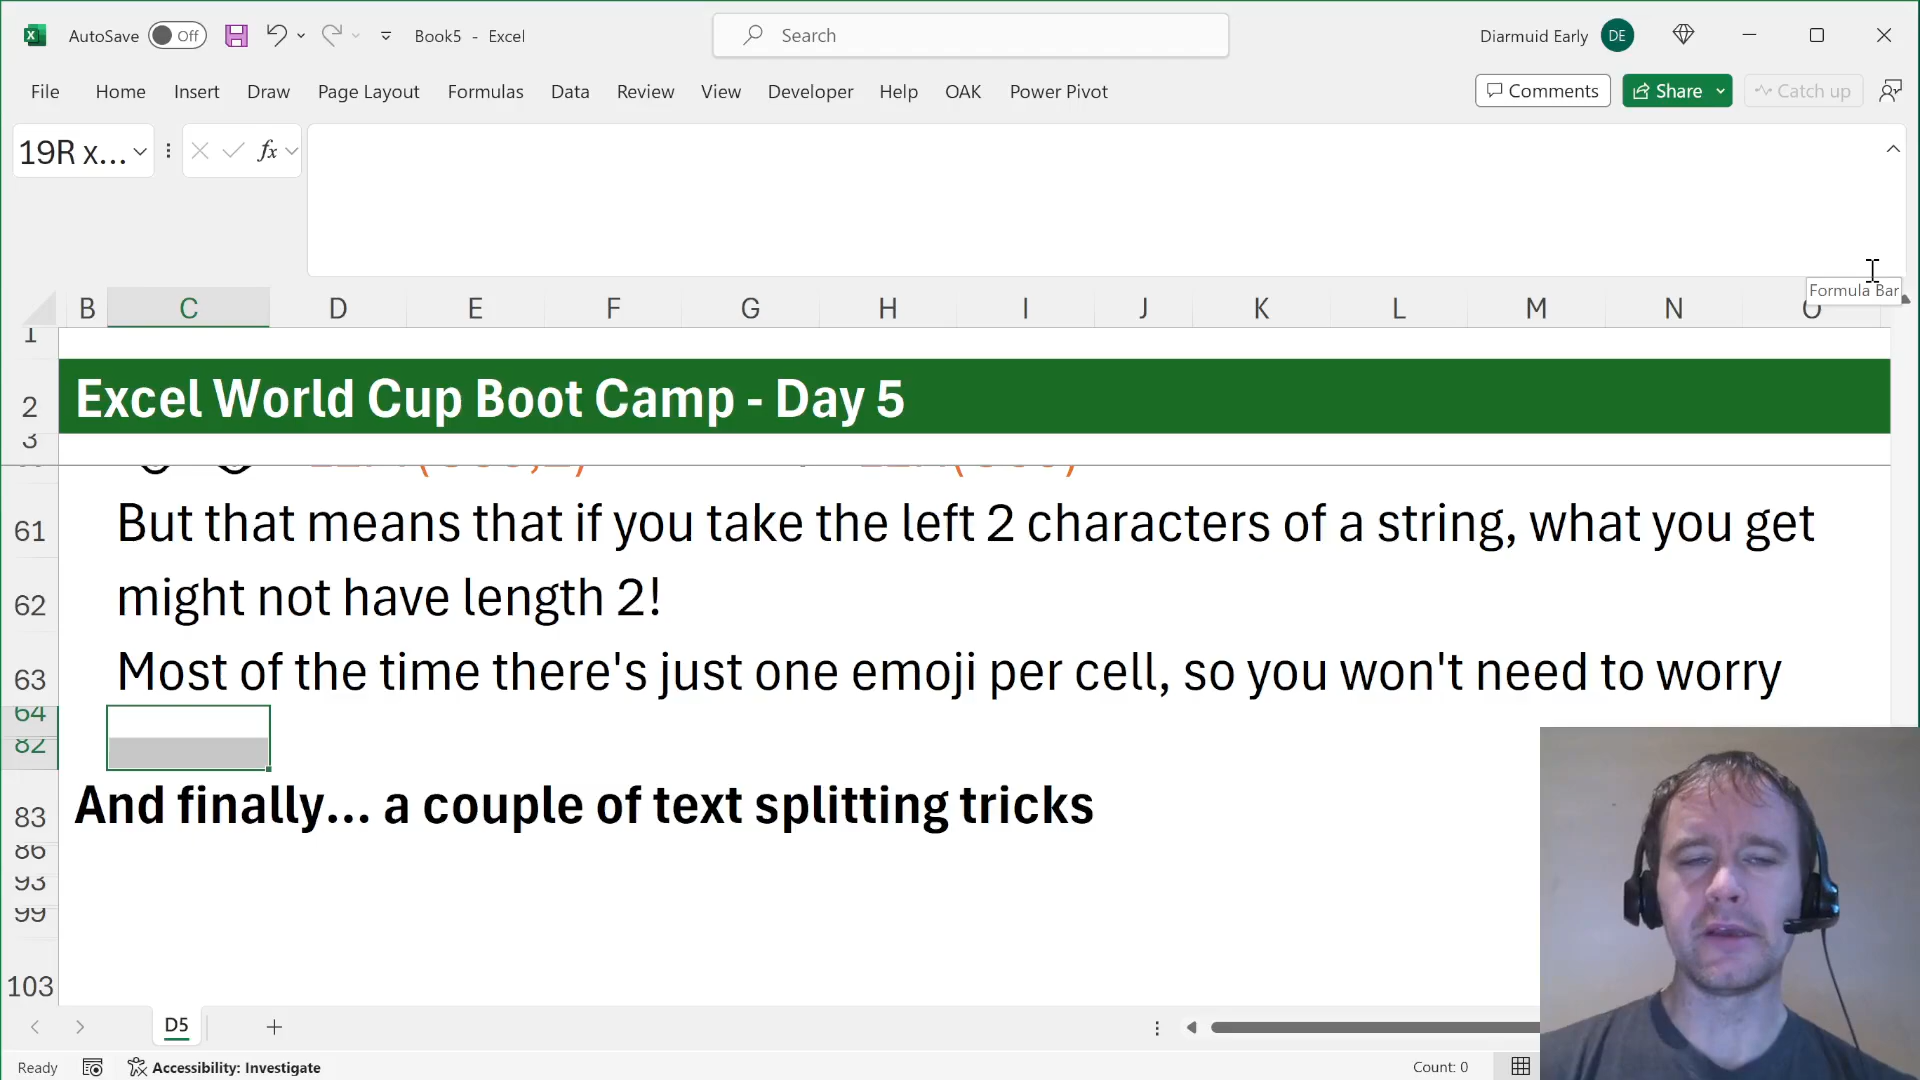 AutoSave Off Book5 - Excel Search Diarmuid Early DE
File Home Insert Draw Page Layout Formulas Data Review View Developer Help OAK Power Pivot Comments Share Catch up
19R x... fx
Formula Bar
B C D E F G H I J K L M N O
1
2 Excel World Cup Boot Camp - Day 5
3
61 But that means that if you take the left 2 characters of a string, what you get
62 might not have length 2!
63 Most of the time there's just one emoji per cell, so you won't need to worry
64
82
83 And finally... a couple of text splitting tricks
86
93
99
103
D5
Ready Accessibility: Investigate Count: 0